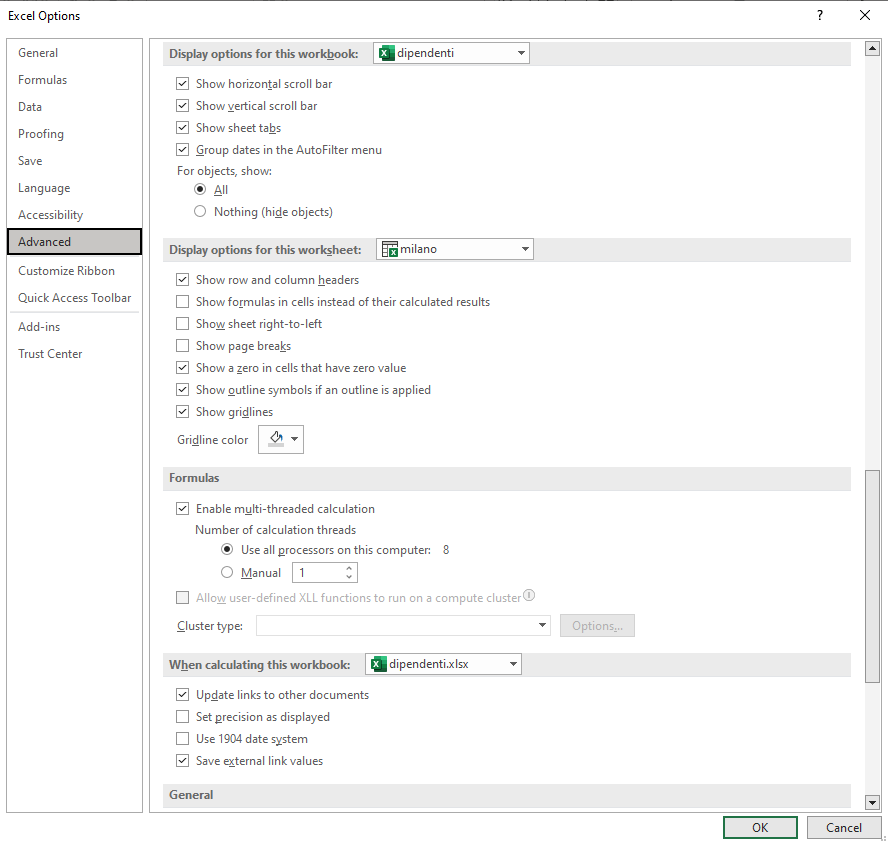 Excel Options
?
General
Formulas
Data
Proofing
Save
Language
Accessibility
Advanced
Customize Ribbon
Quick Access Toolbar
Add-ins
Trust Center
Display options for this workbook: dipendenti
Show horizontal scroll bar
Show vertical scroll bar
Show sheet tabs
Group dates in the AutoFilter menu
For objects, show:
All
Nothing (hide objects)
Display options for this worksheet: milano
Show row and column headers
Show formulas in cells instead of their calculated results
Show sheet right-to-left
Show page breaks
Show a zero in cells that have zero value
Show outline symbols if an outline is applied
Show gridlines
Gridline color
Formulas
Enable multi-threaded calculation
Number of calculation threads
Use all processors on this computer: 8
Manual 1
Allow user-defined XLL functions to run on a compute cluster
Cluster type: Options...
When calculating this workbook: dipendenti.xlsx
Update links to other documents
Set precision as displayed
Use 1904 date system
Save external link values
General
OK Cancel